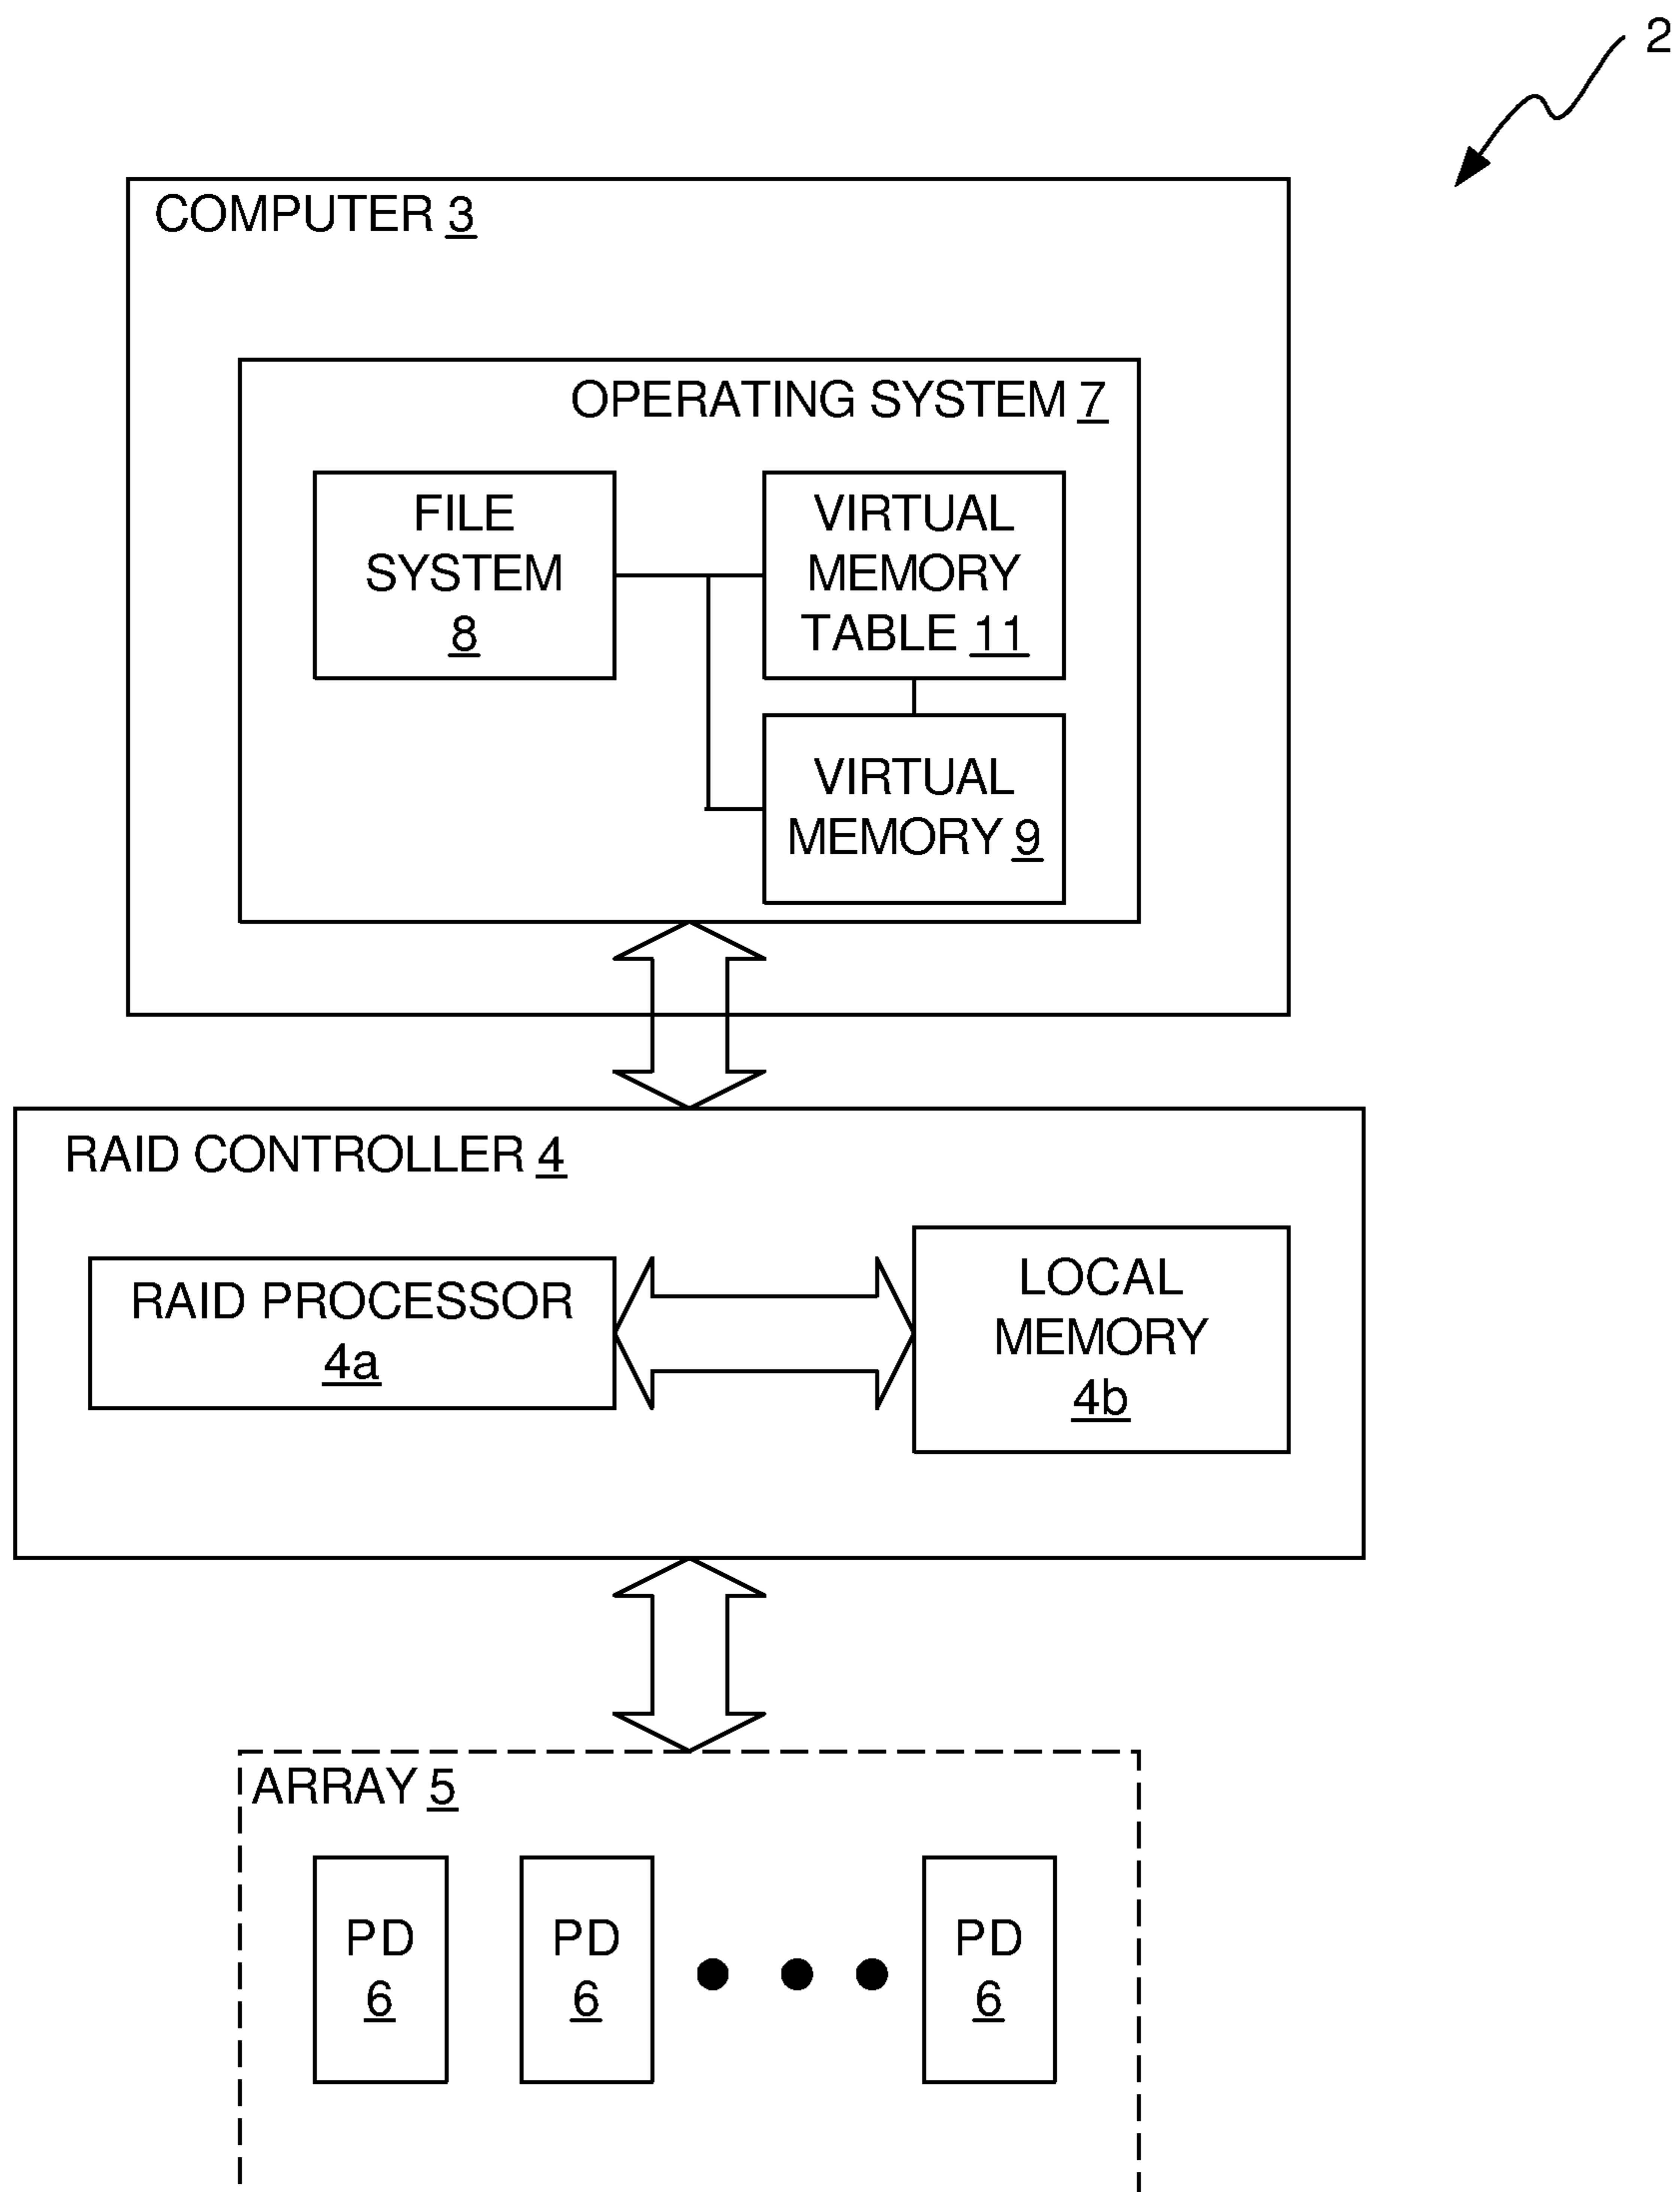 2
COMPUTER 3
OPERATING SYSTEM 7
FILE
SYSTEM
8
VIRTUAL
MEMORY
TABLE 11
VIRTUAL
MEMORY 9
RAID CONTROLLER 4
RAID PROCESSOR
4a
LOCAL
MEMORY
4b
ARRAY 5
PD
6
PD
6
PD
6